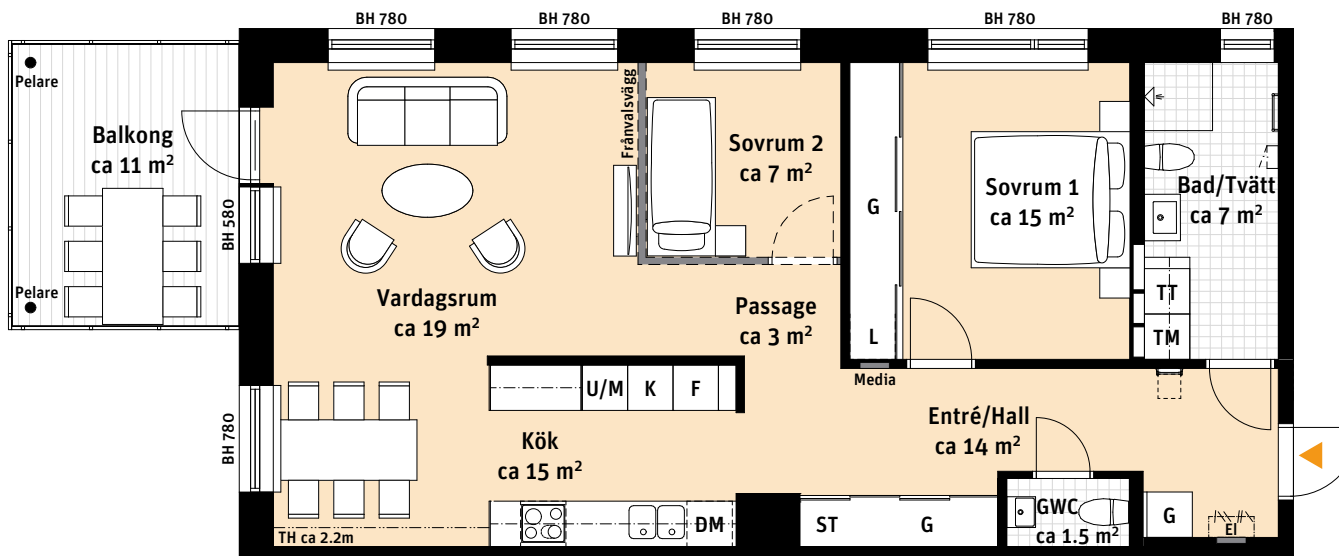 BH 780
BH 780
BH 780
BH 780
BH 780
Pelare
Balkong
ca 11 m²
Pelare
BH 580
BH 780
Vardagsrum
ca 19 m²
Frånvalsvägg
Sovrum 2
ca 7 m²
Passage
ca 3 m²
G
L
Media
Sovrum 1
ca 15 m²
Bad/Tvätt
ca 7 m²
TT
TM
U/M
K
F
Kök
ca 15 m²
DM
TH ca 2.2m
Entré/Hall
ca 14 m²
ST
G
GWC
ca 1.5 m²
G
El